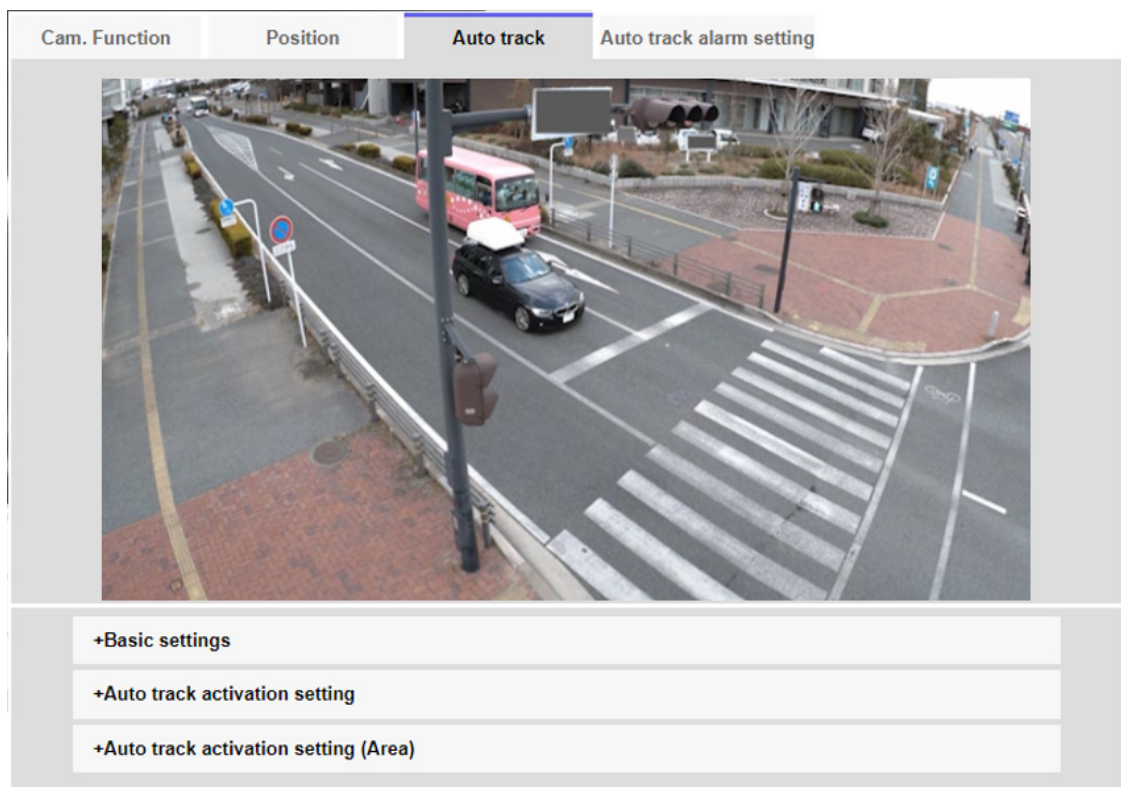 Cam. Function
Position
Auto track
Auto track alarm setting
+Basic settings
+Auto track activation setting
+Auto track activation setting (Area)